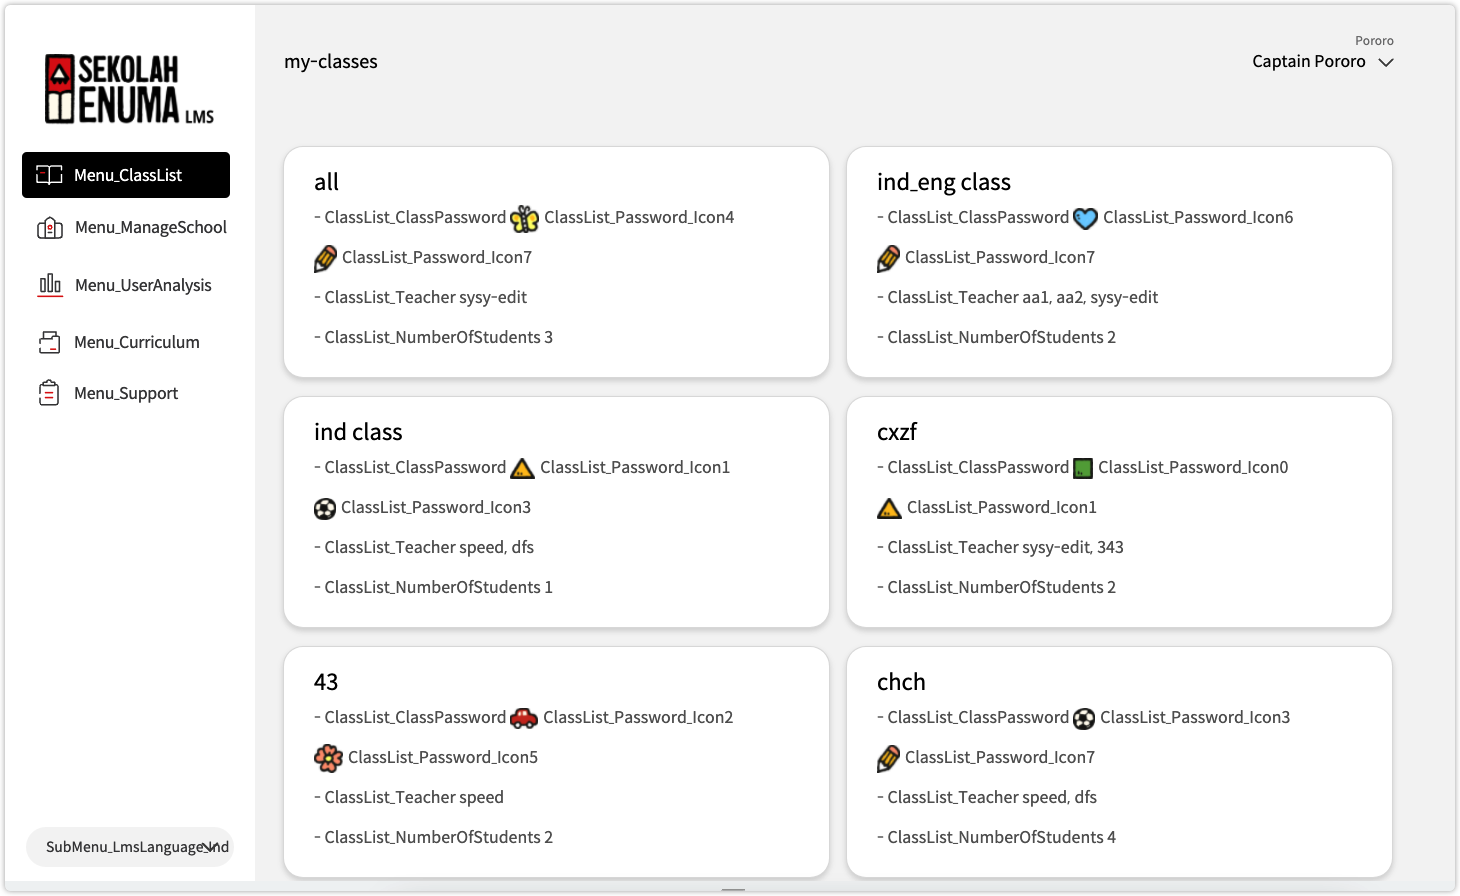 SEKOLAH
ENUMA LMS
my-classes
Pororo
Captain Pororo
Menu_ClassList
Menu_ManageSchool
Menu_UserAnalysis
Menu_Curriculum
Menu_Support
SubMenu_LmsLanguage_Ind
all
- ClassList_ClassPassword ClassList_Password_Icon4
ClassList_Password_Icon7
- ClassList_Teacher sysy-edit
- ClassList_NumberOfStudents 3
ind_eng class
- ClassList_ClassPassword ClassList_Password_Icon6
ClassList_Password_Icon7
- ClassList_Teacher aa1, aa2, sysy-edit
- ClassList_NumberOfStudents 2
ind class
- ClassList_ClassPassword ClassList_Password_Icon1
ClassList_Password_Icon3
- ClassList_Teacher speed, dfs
- ClassList_NumberOfStudents 1
cxzf
- ClassList_ClassPassword ClassList_Password_Icon0
ClassList_Password_Icon1
- ClassList_Teacher sysy-edit, 343
- ClassList_NumberOfStudents 2
43
- ClassList_ClassPassword ClassList_Password_Icon2
ClassList_Password_Icon5
- ClassList_Teacher speed
- ClassList_NumberOfStudents 2
chch
- ClassList_ClassPassword ClassList_Password_Icon3
ClassList_Password_Icon7
- ClassList_Teacher speed, dfs
- ClassList_NumberOfStudents 4